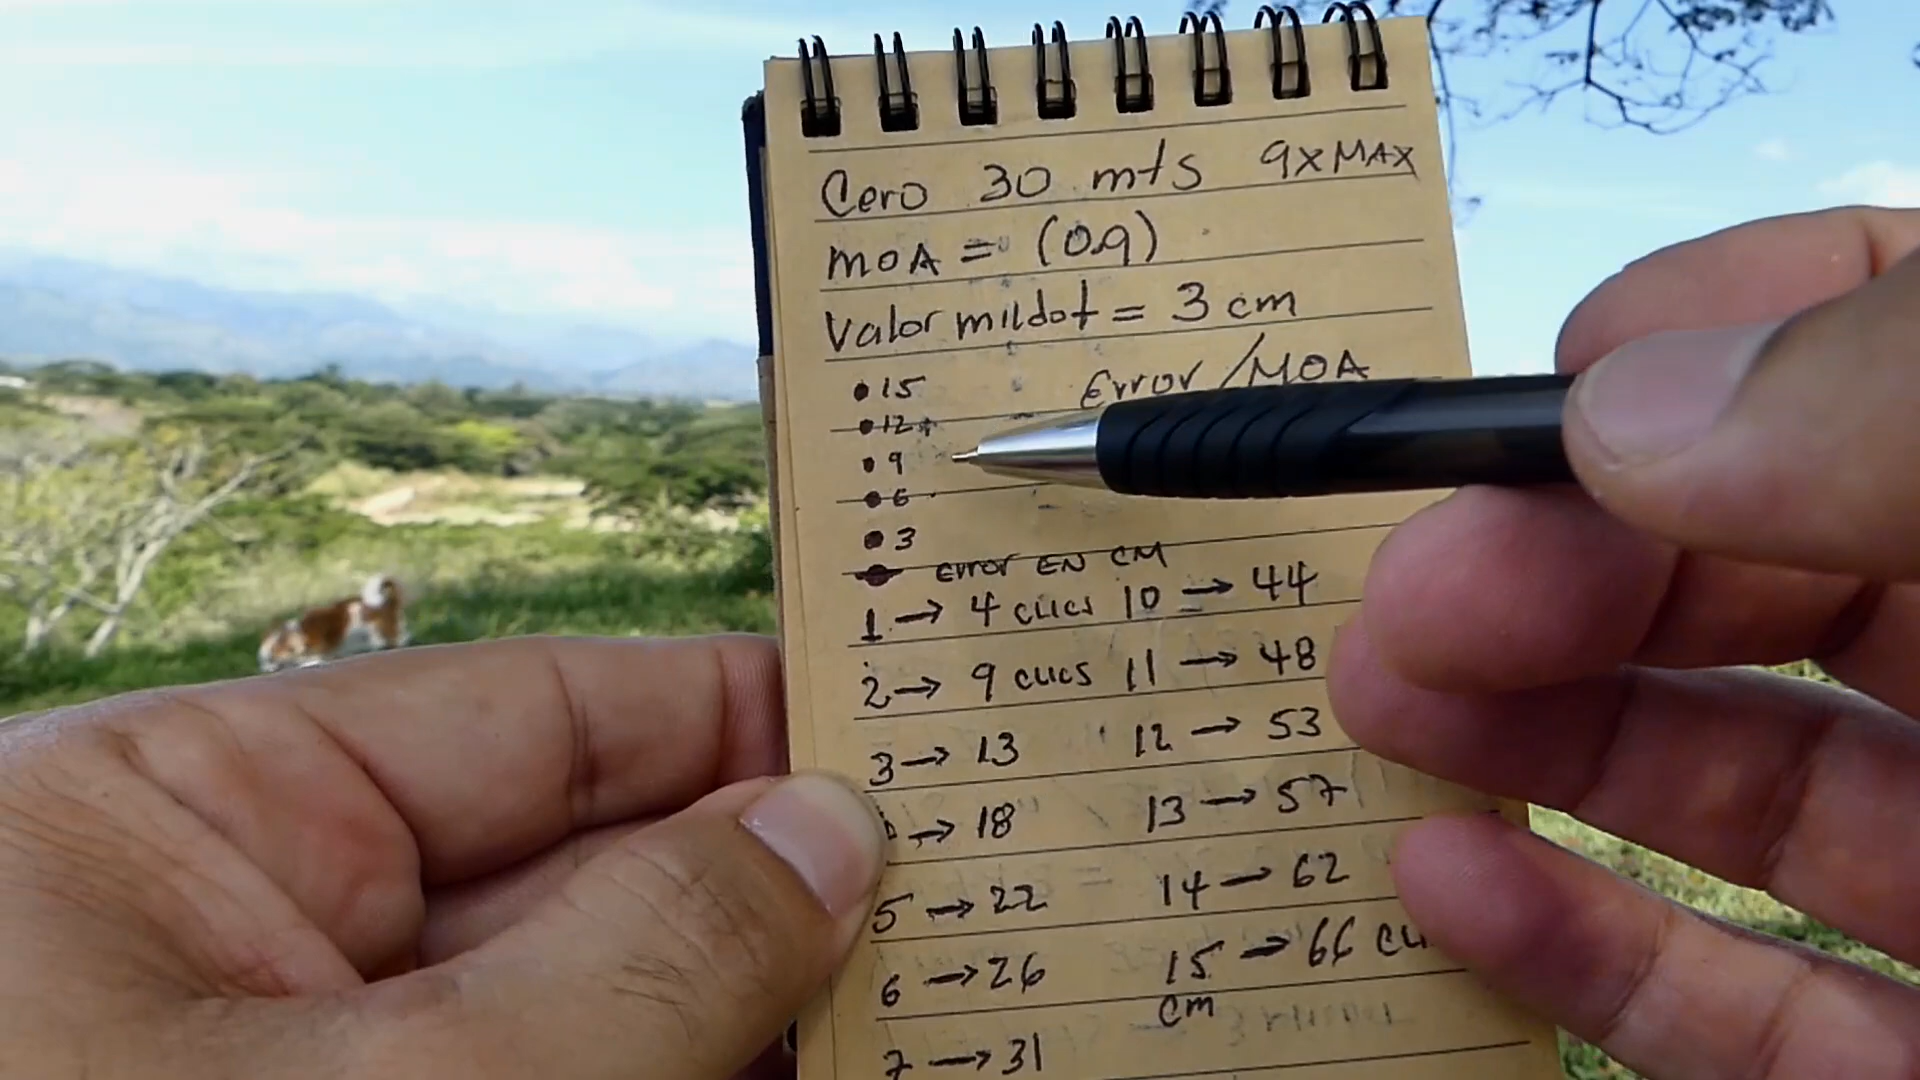 Cero 30 mts 9XMAX
MOA = (0.9)
Valor mildot = 3 cm
• 15 Error/MOA
• 12
• 9
• 6
• 3
error EN CM
1 → 4 clics 10 → 44
2 → 9 clics 11 → 48
3 → 13 12 → 53
→ 18 13 → 57
5 → 22 14 → 62
6 → 26 15 → 66
cm
7 → 31